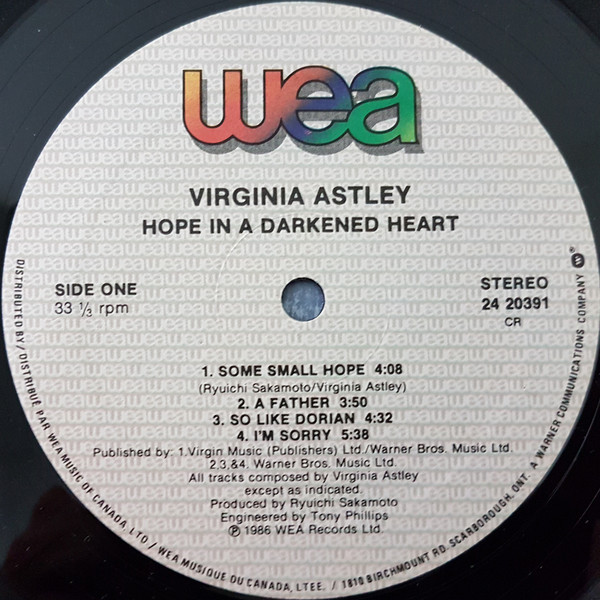 wea
VIRGINIA ASTLEY
HOPE IN A DARKENED HEART
SIDE ONE
33 ⅓ rpm
STEREO
24 20391
CR
1. SOME SMALL HOPE 4:08
(Ryuichi Sakamoto/Virginia Astley)
2. A FATHER 3:50
3. SO LIKE DORIAN 4:32
4. I'M SORRY 5:38
Published by: 1.Virgin Music (Publishers) Ltd./Warner Bros. Music Ltd.
2,3,&4. Warner Bros. Music Ltd.
All tracks composed by Virginia Astley
except as indicated.
Produced by Ryuichi Sakamoto
Engineered by Tony Phillips
℗ 1986 WEA Records Ltd.
DISTRIBUTED BY / DISTRIBUÉ PAR WEA MUSIC OF CANADA, LTD / WEA MUSIQUE DU CANADA, LTEE. / 1810 BIRCHMOUNT RD. SCARBOROUGH, ONT. A WARNER COMMUNICATIONS COMPANY ®